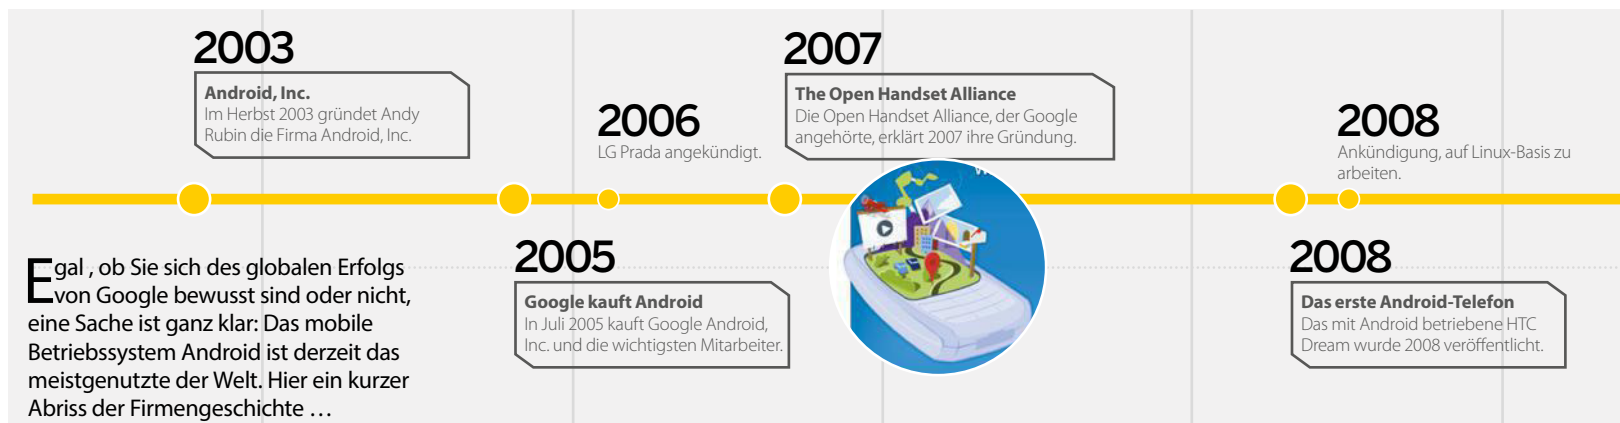 2003
Android, Inc.
Im Herbst 2003 gründet Andy
Rubin die Firma Android, Inc.
2006
LG Prada angekündigt.
2007
The Open Handset Alliance
Die Open Handset Alliance, der Google
angehörte, erklärt 2007 ihre Gründung.
2008
Ankündigung, auf Linux-Basis zu
arbeiten.
Egal , ob Sie sich des globalen Erfolgs
von Google bewusst sind oder nicht,
eine Sache ist ganz klar: Das mobile
Betriebssystem Android ist derzeit das
meistgenutzte der Welt. Hier ein kurzer
Abriss der Firmengeschichte …
2005
Google kauft Android
In Juli 2005 kauft Google Android,
Inc. und die wichtigsten Mitarbeiter.
2008
Das erste Android-Telefon
Das mit Android betriebene HTC
Dream wurde 2008 veröffentlicht.